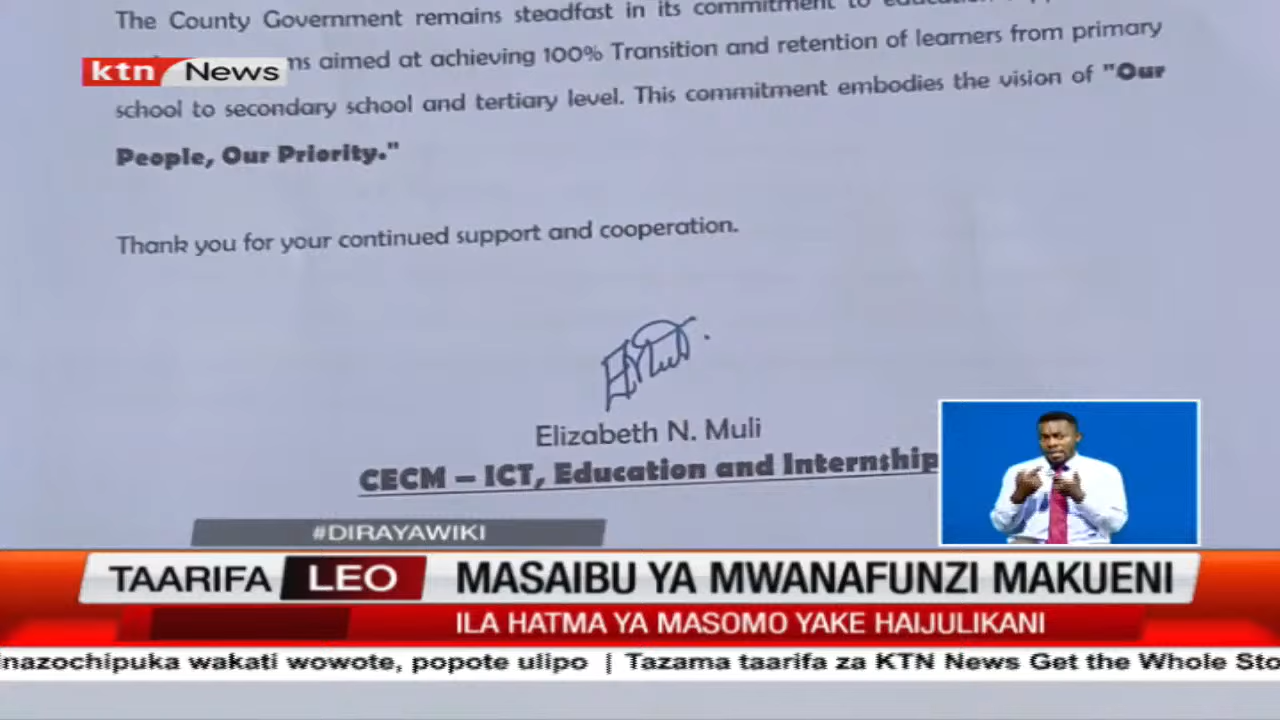 The County Government remains steadfast in its commitment to
ktn News
ms aimed at achieving 100% Transition and retention of learners from primary
school to secondary school and tertiary level. This commitment embodies the vision of "Our
People, Our Priority."
Thank you for your continued support and cooperation.
Elizabeth N. Muli
CECM – ICT, Education and Internship
#DIRAYAWIKI
TAARIFA LEO
MASAIBU YA MWANAFUNZI MAKUENI
ILA HATMA YA MASOMO YAKE HAIJULIKANI
inazochipuka wakati wowote, popote ulipo | Tazama taarifa za KTN News Get the Whole Sto